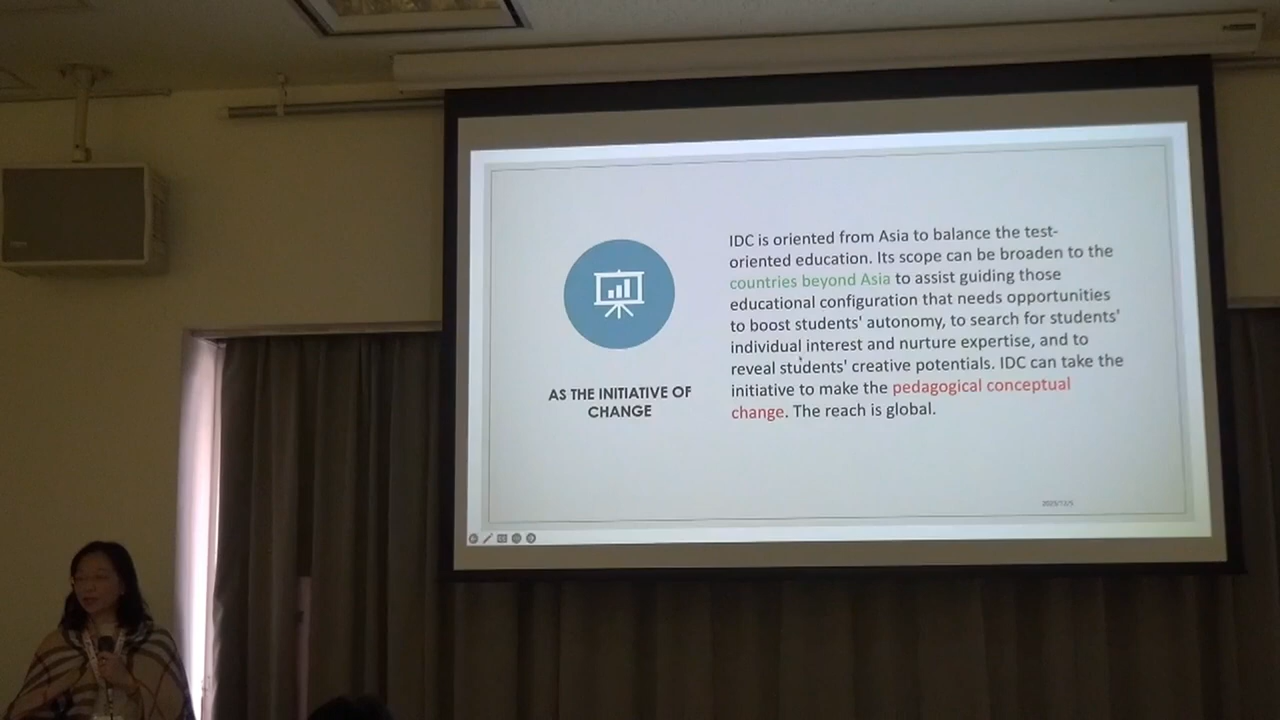 AS THE INITIATIVE OF
CHANGE
IDC is oriented from Asia to balance the test-
oriented education. Its scope can be broaden to the
countries beyond Asia to assist guiding those
educational configuration that needs opportunities
to boost students' autonomy, to search for students'
individual interest and nurture expertise, and to
reveal students' creative potentials. IDC can take the
initiative to make the pedagogical conceptual
change. The reach is global.